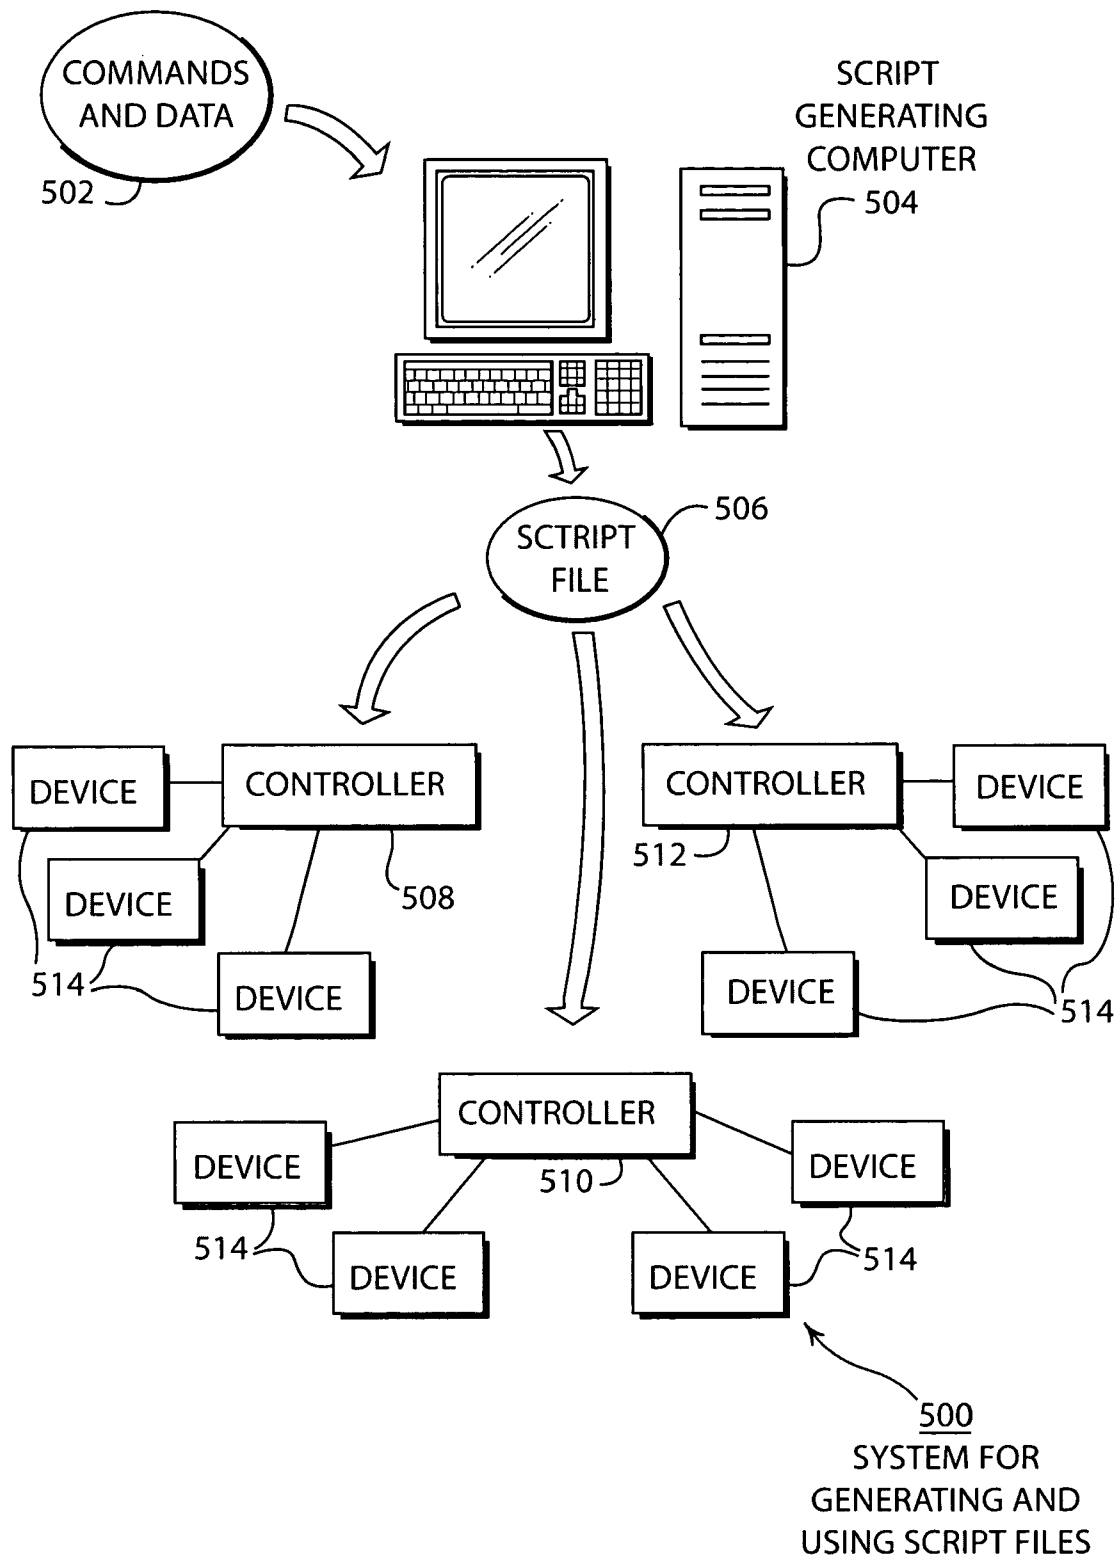 COMMANDS
AND DATA
502
SCRIPT
GENERATING
COMPUTER
504
506
SCTRIPT
FILE
DEVICE
CONTROLLER
508
DEVICE
514
DEVICE
CONTROLLER
512
DEVICE
DEVICE
DEVICE
514
CONTROLLER
510
DEVICE
514
DEVICE
DEVICE
DEVICE
514
500
SYSTEM FOR
GENERATING AND
USING SCRIPT FILES